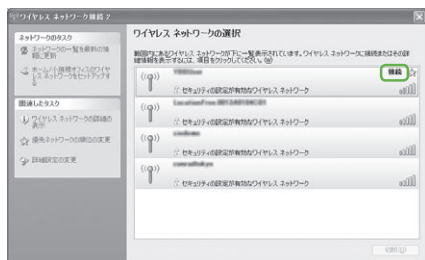 ワイヤレス ネットワーク接続 2
ネットワークのタスク
ネットワークの一覧を最新の情
報に更新
ホーム/小規模オフィスのワイヤ
レス ネットワークをセットアップす
る
関連したタスク
ワイヤレス ネットワークの詳細の
表示
優先ネットワークの順位の変更
詳細設定の変更
ワイヤレス ネットワークの選択
範囲内にあるワイヤレス ネットワークが下に一覧表示されています。ワイヤレス ネットワークに接続またはその詳
細情報を表示するには、項目をクリックしてください。(W)
接続
セキュリティの設定が有効なワイヤレス ネットワーク
セキュリティの設定が有効なワイヤレス ネットワーク
セキュリティの設定が有効なワイヤレス ネットワーク
セキュリティの設定が有効なワイヤレス ネットワーク